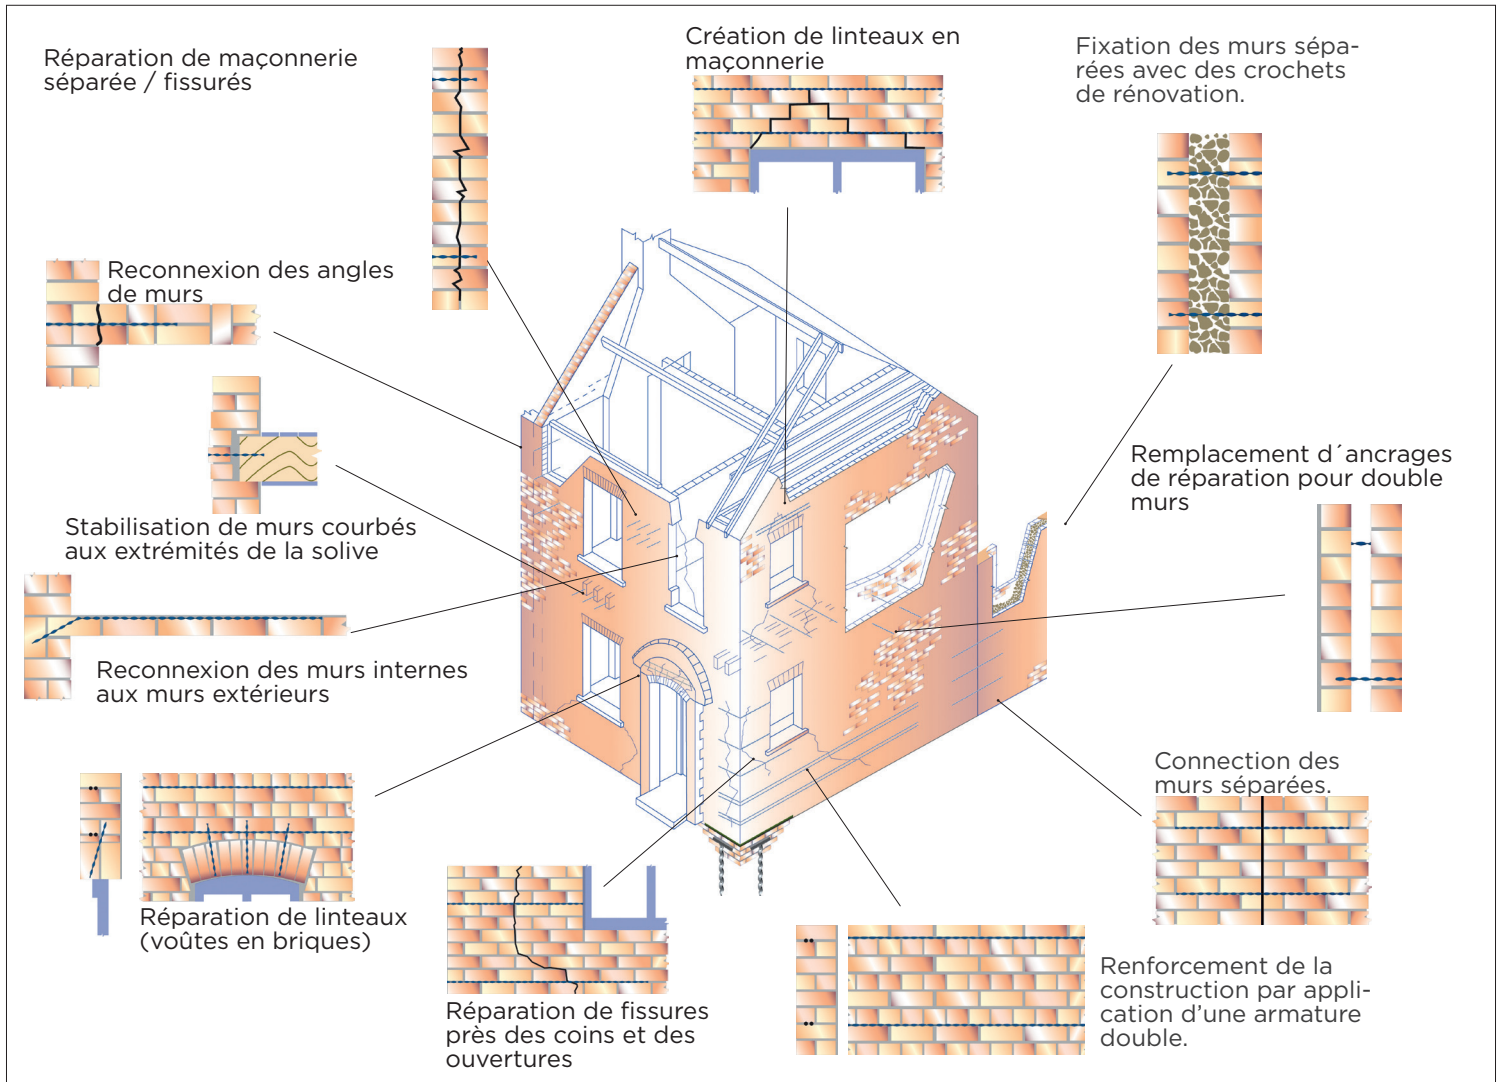 Réparation de maçonnerie
séparée / fissurés
Création de linteaux en
maçonnerie
Fixation des murs sépa-
rées avec des crochets
de rénovation.
Reconnexion des angles
de murs
Stabilisation de murs courbés
aux extrémités de la solive
Remplacement d´ancrages
de réparation pour double
murs
Reconnexion des murs internes
aux murs extérieurs
Connection des
murs séparées.
Réparation de linteaux
(voûtes en briques)
Réparation de fissures
près des coins et des
ouvertures
Renforcement de la
construction par appli-
cation d’une armature
double.